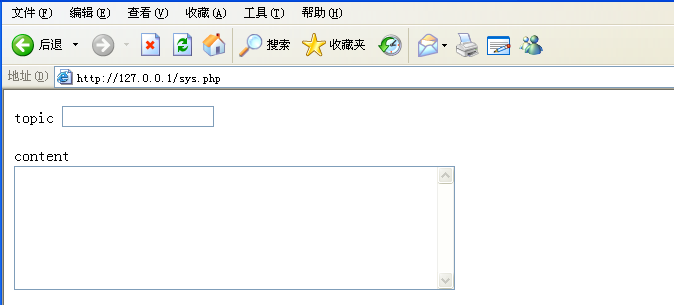 文件(F) 编辑(E) 查看(V) 收藏(A) 工具(T) 帮助(H)
后退 搜索 收藏夹
地址(D) http://127.0.0.1/sys.php
topic
content